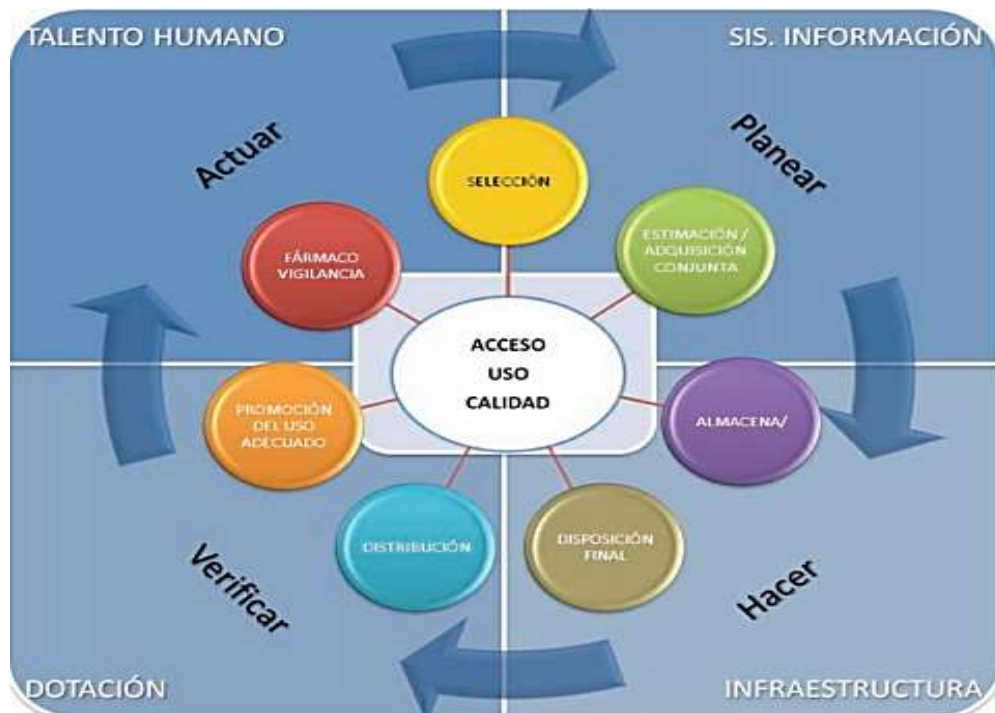 TALENTO HUMANO
SIS. INFORMACIÓN
Actuar
Planear
SELECCIÓN
ESTIMACIÓN /
ADQUISICIÓN
CONJUNTA
FÁRMACO
VIGILANCIA
ACCESO
USO
CALIDAD
PROMOCIÓN
DEL USO
ADECUADO
ALMACENA/
DISTRIBUCIÓN
DISPOSICIÓN
FINAL
Verificar
Hacer
DOTACIÓN
INFRAESTRUCTURA